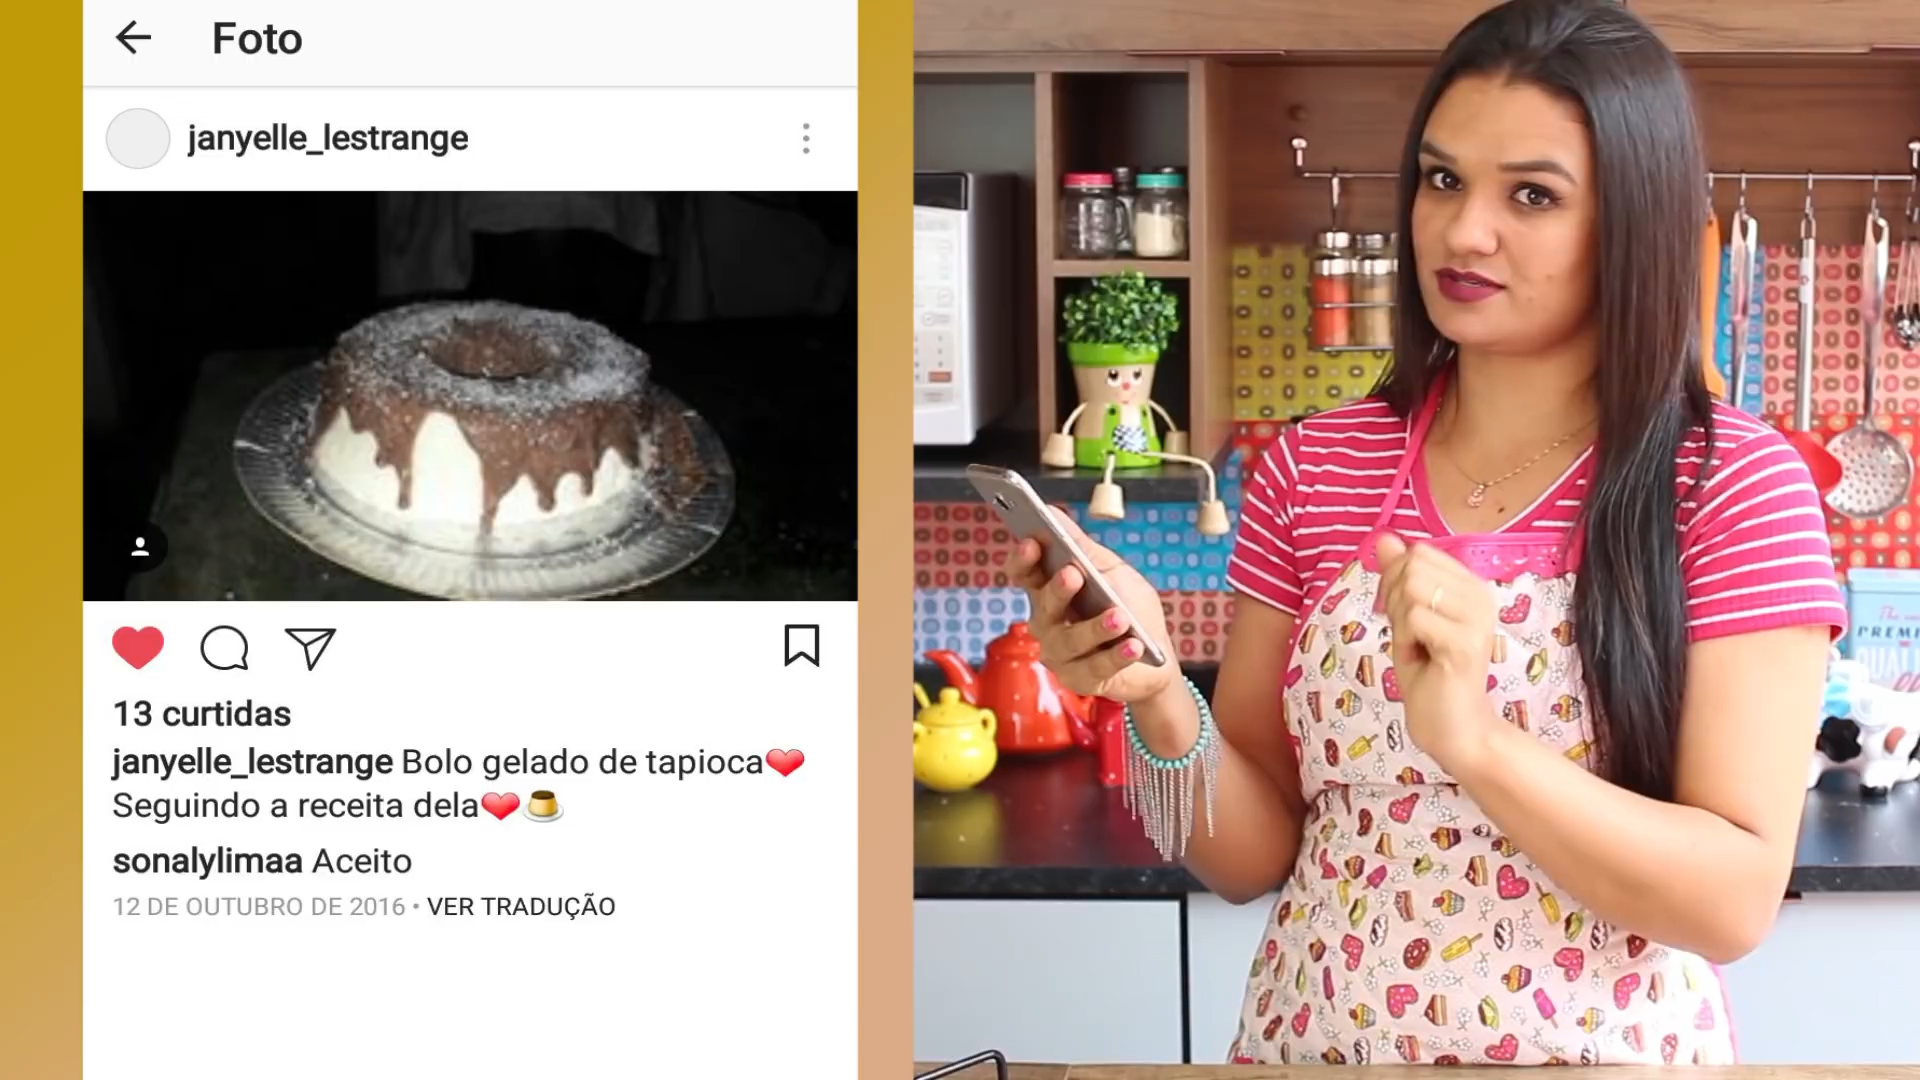 Foto
janyelle_lestrange
13 curtidas
janyelle_lestrange Bolo gelado de tapioca❤
Seguindo a receita dela❤🍮
sonalylimaa Aceito
12 DE OUTUBRO DE 2016 • VER TRADUÇÃO